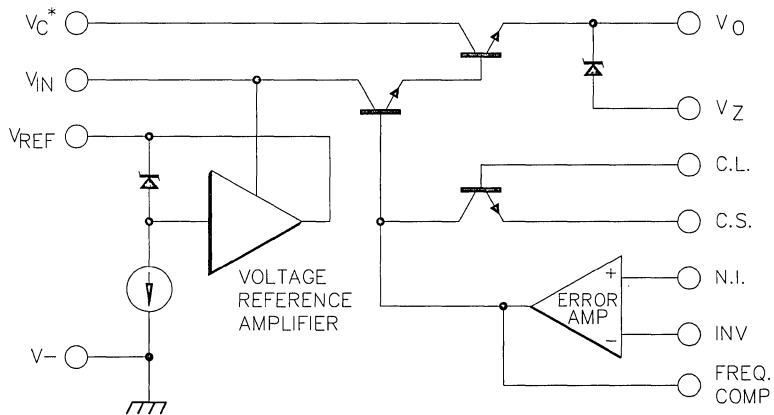 VC*
VIN
VREF
V-
VOLTAGE
REFERENCE
AMPLIFIER
VO
VZ
C.L.
C.S.
N.I.
INV
FREQ.
COMP
+
ERROR
AMP
−